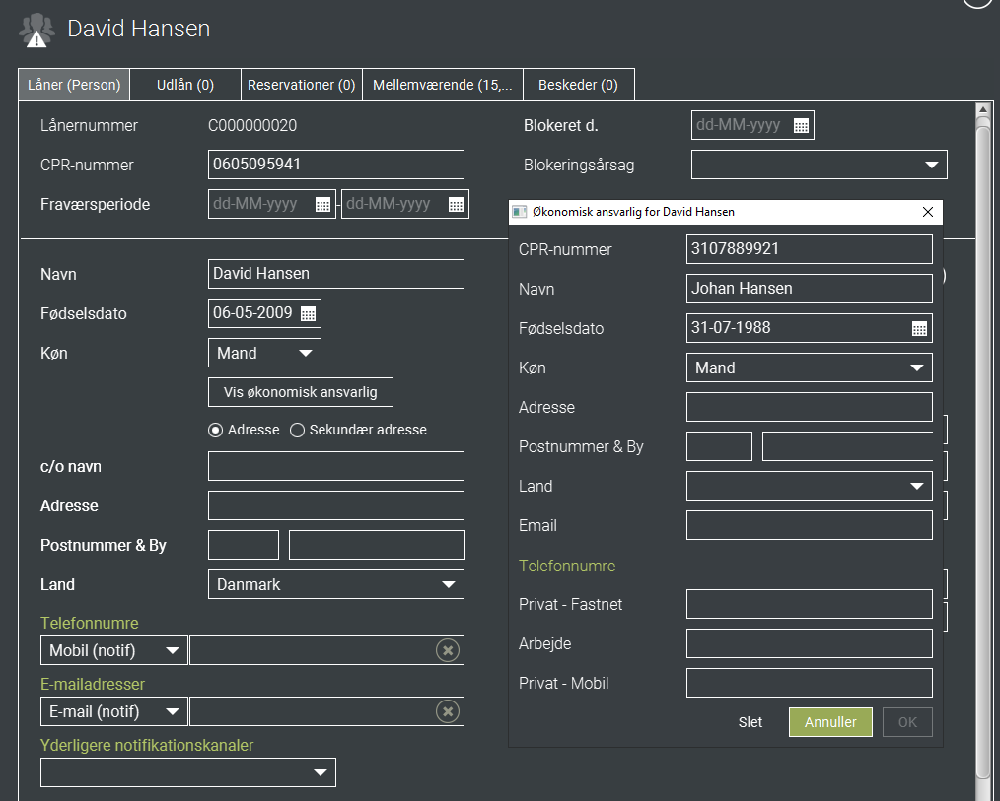 David Hansen
Låner (Person) Udlån (0) Reservationer (0) Mellemværende (15,... Beskeder (0)
Lånernummer C000000020
CPR-nummer 0605095941
Fraværsperiode dd-MM-yyyy - dd-MM-yyyy
Blokeret d. dd-MM-yyyy
Blokeringsårsag
Navn David Hansen
Fødselsdato 06-05-2009
Køn Mand
Vis økonomisk ansvarlig
Adresse Sekundær adresse
c/o navn
Adresse
Postnummer & By
Land Danmark
Telefonnumre
Mobil (notif)
E-mailadresser
E-mail (notif)
Yderligere notifikationskanaler
Økonomisk ansvarlig for David Hansen
CPR-nummer 3107889921
Navn Johan Hansen
Fødselsdato 31-07-1988
Køn Mand
Adresse
Postnummer & By
Land
Email
Telefonnumre
Privat - Fastnet
Arbejde
Privat - Mobil
Slet Annuller OK